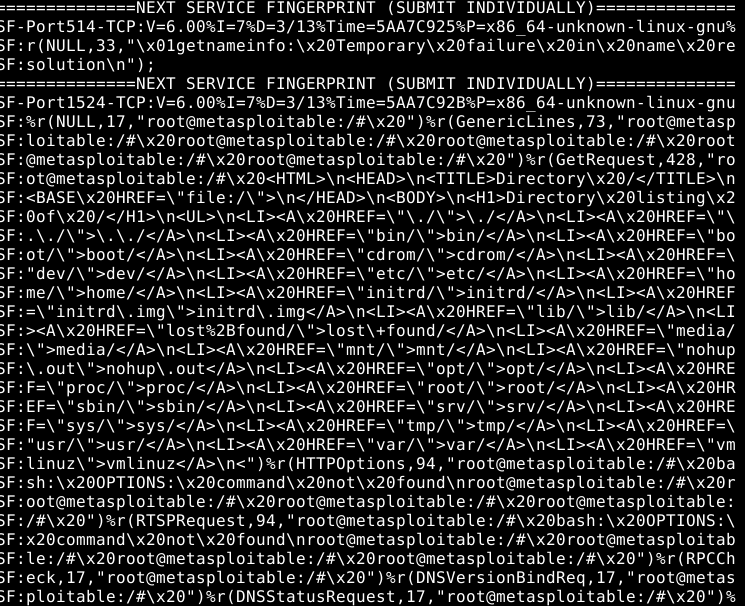 ==============NEXT SERVICE FINGERPRINT (SUBMIT INDIVIDUALLY)==============
SF-Port514-TCP:V=6.00%I=7%D=3/13%Time=5AA7C925%P=x86_64-unknown-linux-gnu%
SF:r(NULL,33,"\x01getnameinfo:\x20Temporary\x20failure\x20in\x20name\x20re
SF:solution\n");
==============NEXT SERVICE FINGERPRINT (SUBMIT INDIVIDUALLY)==============
SF-Port1524-TCP:V=6.00%I=7%D=3/13%Time=5AA7C92B%P=x86_64-unknown-linux-gnu
SF:%r(NULL,17,"root@metasploitable:/#\x20")%r(GenericLines,73,"root@metasp
SF:loitable:/#\x20root@metasploitable:/#\x20root@metasploitable:/#\x20root
SF:@metasploitable:/#\x20root@metasploitable:/#\x20")%r(GetRequest,428,"ro
SF:ot@metasploitable:/#\x20<HTML>\n<HEAD>\n<TITLE>Directory\x20/</TITLE>\n
SF:<BASE\x20HREF=\"file:/\">\n</HEAD>\n<BODY>\n<H1>Directory\x20listing\x2
SF:0of\x20/</H1>\n<UL>\n<LI><A\x20HREF=\"\./\">\./</A>\n<LI><A\x20HREF=\"\
SF:.\./\">\.\./</A>\n<LI><A\x20HREF=\"bin/\">bin/</A>\n<LI><A\x20HREF=\"bo
SF:ot/\">boot/</A>\n<LI><A\x20HREF=\"cdrom/\">cdrom/</A>\n<LI><A\x20HREF=\
SF:"dev/\">dev/</A>\n<LI><A\x20HREF=\"etc/\">etc/</A>\n<LI><A\x20HREF=\"ho
SF:me/\">home/</A>\n<LI><A\x20HREF=\"initrd/\">initrd/</A>\n<LI><A\x20HREF
SF:=\"initrd\.img\">initrd\.img</A>\n<LI><A\x20HREF=\"lib/\">lib/</A>\n<LI
SF:><A\x20HREF=\"lost%2Bfound/\">lost\+found/</A>\n<LI><A\x20HREF=\"media/
SF:\">media/</A>\n<LI><A\x20HREF=\"mnt/\">mnt/</A>\n<LI><A\x20HREF=\"nohup
SF:\.out\">nohup\.out</A>\n<LI><A\x20HREF=\"opt/\">opt/</A>\n<LI><A\x20HRE
SF:F=\"proc/\">proc/</A>\n<LI><A\x20HREF=\"root/\">root/</A>\n<LI><A\x20HR
SF:EF=\"sbin/\">sbin/</A>\n<LI><A\x20HREF=\"srv/\">srv/</A>\n<LI><A\x20HRE
SF:F=\"sys/\">sys/</A>\n<LI><A\x20HREF=\"tmp/\">tmp/</A>\n<LI><A\x20HREF=\
SF:"usr/\">usr/</A>\n<LI><A\x20HREF=\"var/\">var/</A>\n<LI><A\x20HREF=\"vm
SF:linuz\">vmlinuz</A>\n<")%r(HTTPOptions,94,"root@metasploitable:/#\x20ba
SF:sh:\x20OPTIONS:\x20command\x20not\x20found\nroot@metasploitable:/#\x20r
SF:oot@metasploitable:/#\x20root@metasploitable:/#\x20root@metasploitable:
SF:/#\x20")%r(RTSPRequest,94,"root@metasploitable:/#\x20bash:\x20OPTIONS:\
SF:x20command\x20not\x20found\nroot@metasploitable:/#\x20root@metasploitab
SF:le:/#\x20root@metasploitable:/#\x20root@metasploitable:/#\x20")%r(RPCCh
SF:eck,17,"root@metasploitable:/#\x20")%r(DNSVersionBindReq,17,"root@metas
SF:ploitable:/#\x20")%r(DNSStatusRequest,17,"root@metasploitable:/#\x20")%